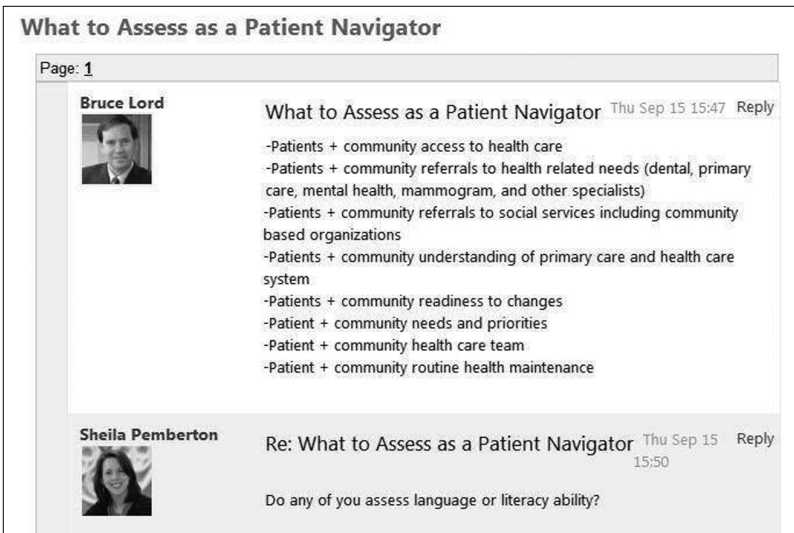 What to Assess as a Patient Navigator
Page: 1
Bruce Lord
What to Assess as a Patient Navigator Thu Sep 15 15:47 Reply
-Patients + community access to health care
-Patients + community referrals to health related needs (dental, primary
care, mental health, mammogram, and other specialists)
-Patients + community referrals to social services including community
based organizations
-Patients + community understanding of primary care and health care
system
-Patients + community readiness to changes
-Patient + community needs and priorities
-Patient + community health care team
-Patient + community routine health maintenance
Sheila Pemberton
Re: What to Assess as a Patient Navigator Thu Sep 15 Reply
15:50
Do any of you assess language or literacy ability?